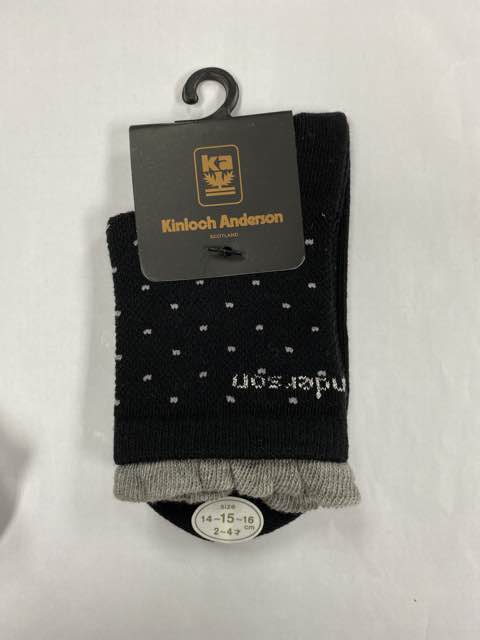 ka
Kinloch Anderson
SCOTLAND
nderson
size
14~15~16
cm
2~4才